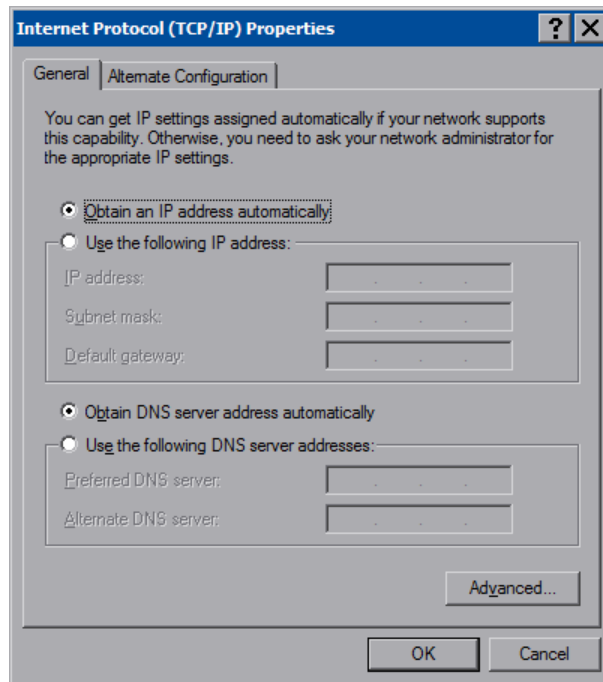 Internet Protocol (TCP/IP) Properties
? X
General Alternate Configuration
You can get IP settings assigned automatically if your network supports
this capability. Otherwise, you need to ask your network administrator for
the appropriate IP settings.
Obtain an IP address automatically
Use the following IP address:
IP address:
Subnet mask:
Default gateway:
Obtain DNS server address automatically
Use the following DNS server addresses:
Preferred DNS server:
Alternate DNS server:
Advanced...
OK Cancel